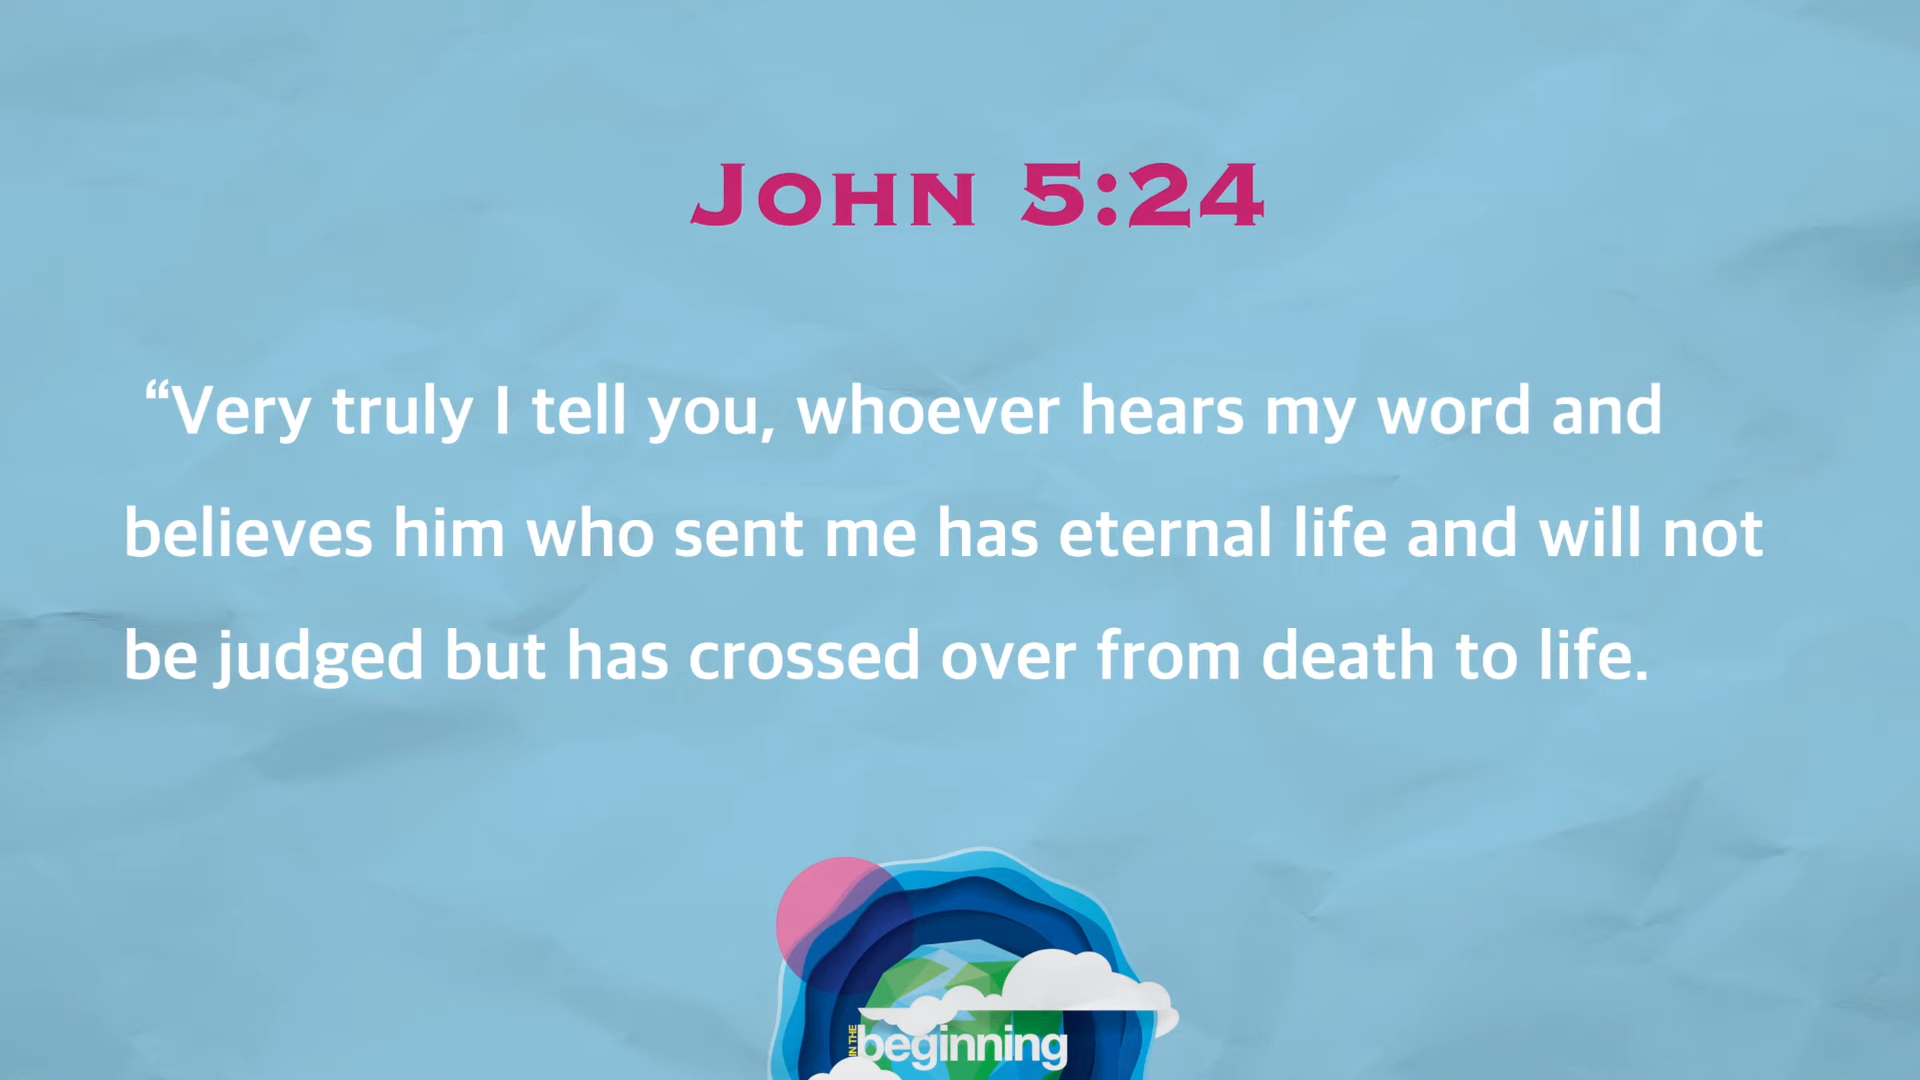 John 5:24
“Very truly I tell you, whoever hears my word and
believes him who sent me has eternal life and will not
be judged but has crossed over from death to life.
IN THE
beginning